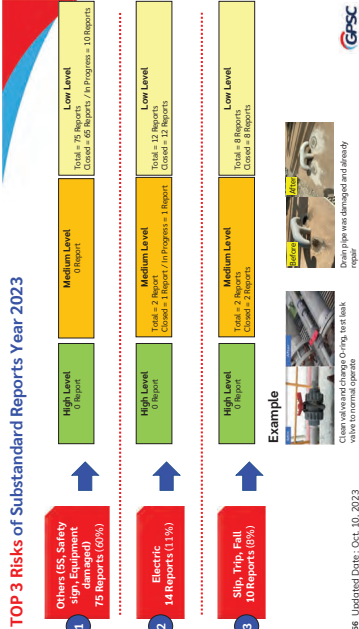 TOP 3 Risks of Substandard Reports Year 2023
1
Others (5S, Safety
sign, Equipment
damaged)
75 Reports (60%)
High Level
0 Report
Medium Level
0 Report
Low Level
Total = 75 Reports
Closed = 65 Reports / In Progress = 10 Reports
2
Electric
14 Reports (11%)
High Level
0 Report
Medium Level
Total = 2 Report
Closed = 1 Report / In Progress = 1 Report
Low Level
Total = 12 Reports
Closed = 12 Reports
3
Slip, Trip, Fall
10 Reports (8%)
High Level
0 Report
Medium Level
Total = 2 Reports
Closed = 2 Reports
Low Level
Total = 8 Reports
Closed = 8 Reports
Example
Clean valve and change O-ring, test leak
valve to normal operate
Before
After
Drain pipe was damaged and already
repair
Updated Date : Oct. 10, 2023
GPSC